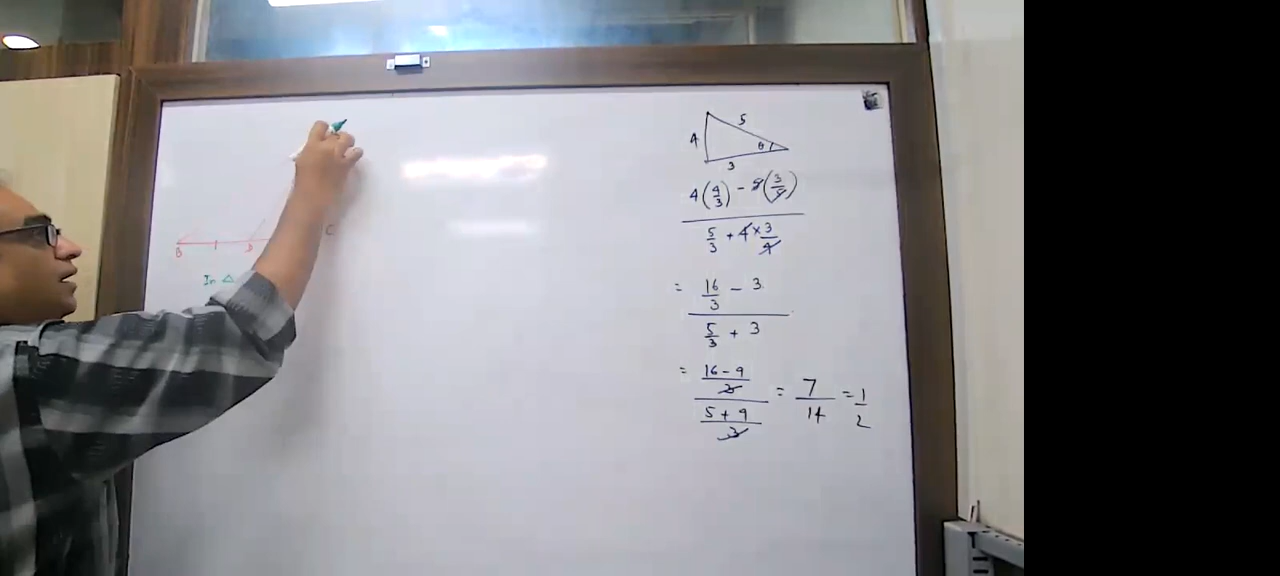 B D C
In △
4 5 θ
3
4(4/3) - 5(3/5)
5/3 + 4 × 3/4
= 16/3 - 3
5/3 + 3
= 16 - 9 / 3 = 7/14 = 1/2
5 + 9 / 3